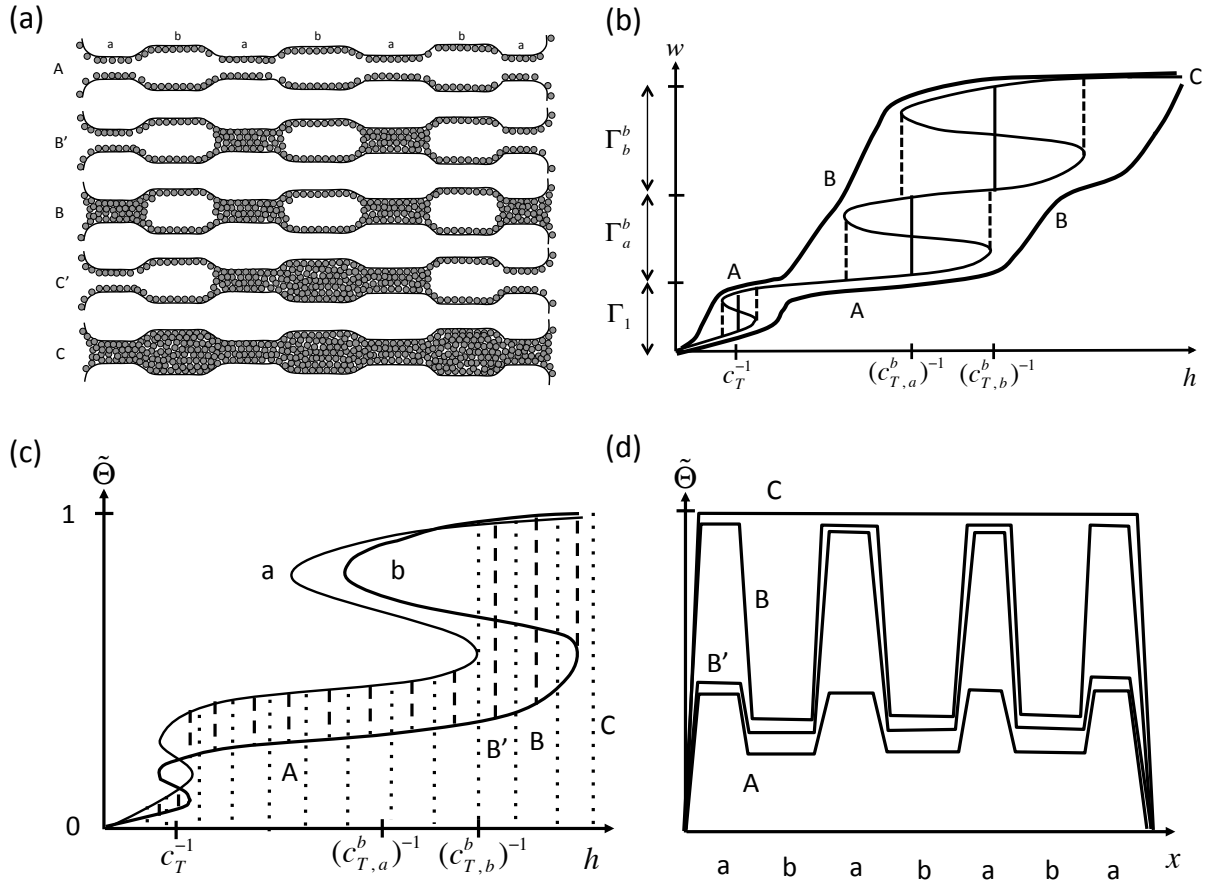 (a)
a b a b a b a
A
B'
B
C'
C
(b)
w
C
Γ_b^b
B
Γ_a^b
B
A
Γ_1
A
c_T^{-1} (c_{T,a}^b)^{-1} (c_{T,b}^b)^{-1} h
(c)
Θ̃
1
a b
C
A B' B
0
c_T^{-1} (c_{T,a}^b)^{-1} (c_{T,b}^b)^{-1} h
(d)
Θ̃
C
B
B'
A
a b a b a b a x